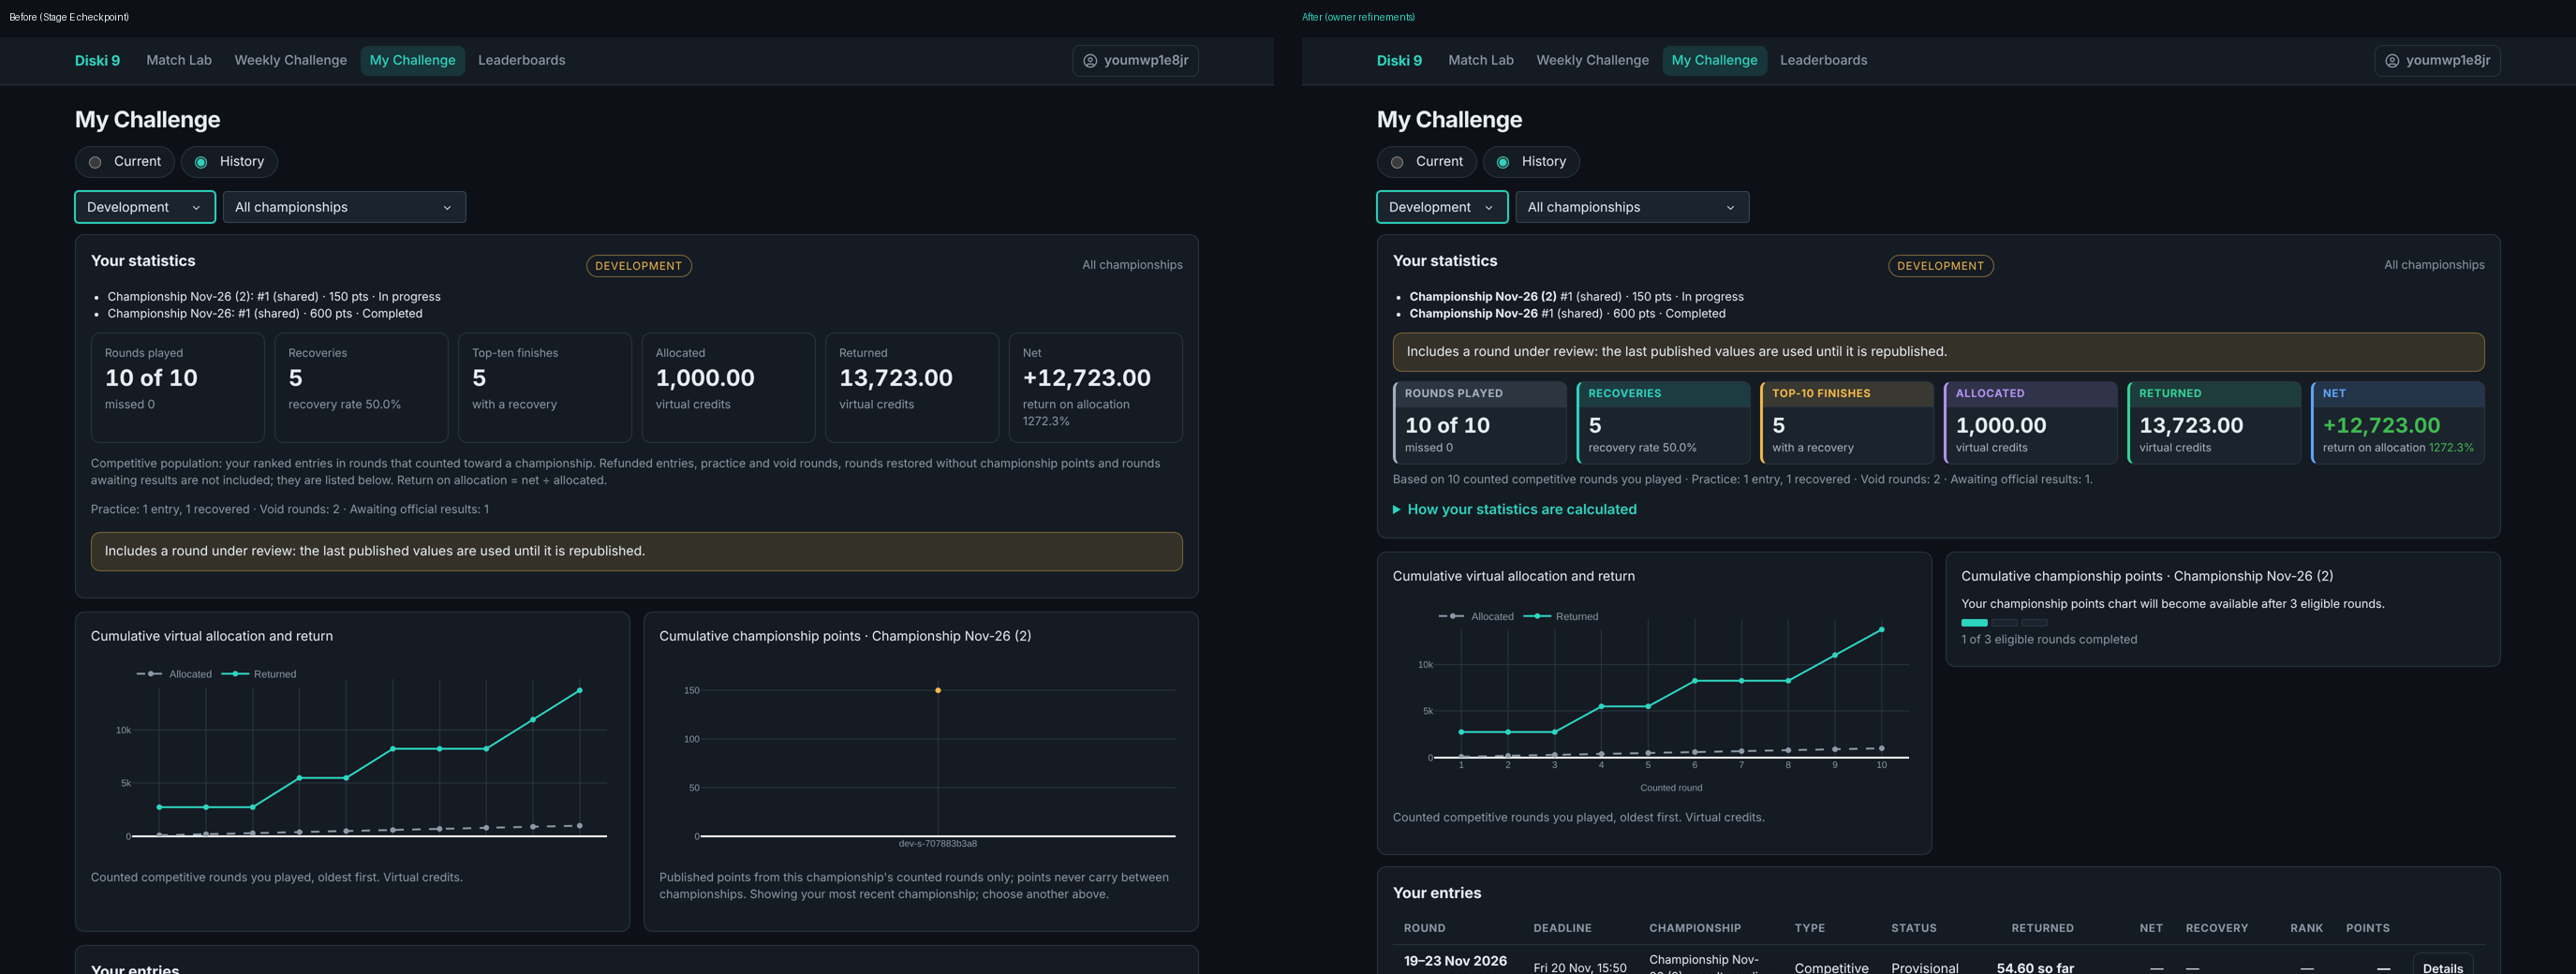 Before (Stage E checkpoint)
Diski 9 Match Lab Weekly Challenge My Challenge Leaderboards youmwp1e8jr
My Challenge
Current History
Development All championships
Your statistics DEVELOPMENT All championships
• Championship Nov-26 (2): #1 (shared) · 150 pts · In progress
• Championship Nov-26: #1 (shared) · 600 pts · Completed
Rounds played Recoveries Top-ten finishes Allocated Returned Net
10 of 10 5 5 1,000.00 13,723.00 +12,723.00
missed 0 recovery rate 50.0% with a recovery virtual credits virtual credits return on allocation
1272.3%
Competitive population: your ranked entries in rounds that counted toward a championship. Refunded entries, practice and void rounds, rounds restored without championship points and rounds
awaiting results are not included; they are listed below. Return on allocation = net ÷ allocated.
Practice: 1 entry, 1 recovered · Void rounds: 2 · Awaiting official results: 1
Includes a round under review: the last published values are used until it is republished.
Cumulative virtual allocation and return
Allocated Returned
10k
5k
0
Counted competitive rounds you played, oldest first. Virtual credits.
Cumulative championship points · Championship Nov-26 (2)
150
100
50
0
dev-s-707883b3a8
Published points from this championship's counted rounds only; points never carry between
championships. Showing your most recent championship; choose another above.
Your entries
After (owner refinements)
Diski 9 Match Lab Weekly Challenge My Challenge Leaderboards youmwp1e8jr
My Challenge
Current History
Development All championships
Your statistics DEVELOPMENT All championships
• Championship Nov-26 (2) #1 (shared) · 150 pts · In progress
• Championship Nov-26 #1 (shared) · 600 pts · Completed
Includes a round under review: the last published values are used until it is republished.
ROUNDS PLAYED RECOVERIES TOP-10 FINISHES ALLOCATED RETURNED NET
10 of 10 5 5 1,000.00 13,723.00 +12,723.00
missed 0 recovery rate 50.0% with a recovery virtual credits virtual credits return on allocation 1272.3%
Based on 10 counted competitive rounds you played · Practice: 1 entry, 1 recovered · Void rounds: 2 · Awaiting official results: 1.
How your statistics are calculated
Cumulative virtual allocation and return
Allocated Returned
10k
5k
0
1 2 3 4 5 6 7 8 9 10
Counted round
Counted competitive rounds you played, oldest first. Virtual credits.
Cumulative championship points · Championship Nov-26 (2)
Your championship points chart will become available after 3 eligible rounds.
1 of 3 eligible rounds completed
Your entries
ROUND DEADLINE CHAMPIONSHIP TYPE STATUS RETURNED NET RECOVERY RANK POINTS
19–23 Nov 2026 Fri 20 Nov, 15:50 Championship Nov- Competitive Provisional 54.60 so far — — — — Details